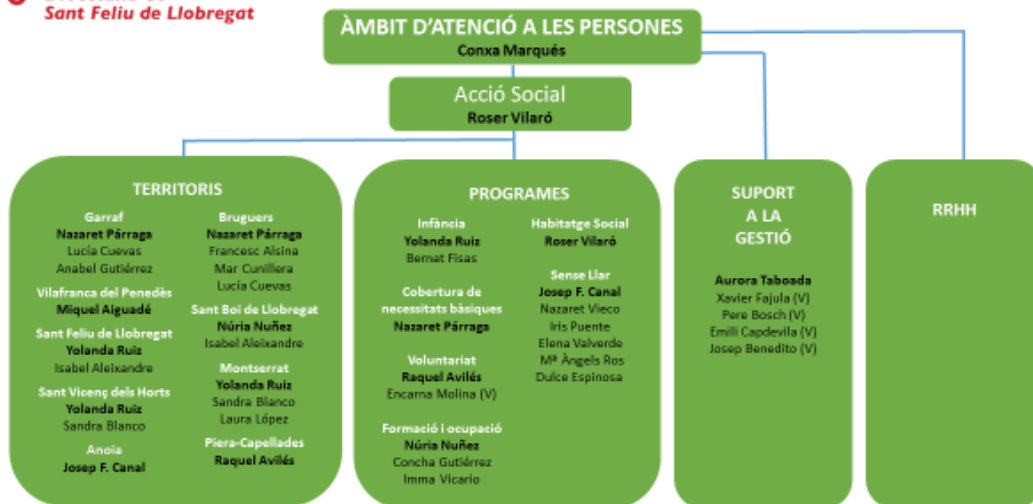 Sant Feliu de Llobregat
ÀMBIT D'ATENCIÓ A LES PERSONES
Conxa Marqués
Acció Social
Roser Vilaró
TERRITORIS
Garraf
Nazaret Párraga
Lucía Cuevas
Anabel Gutiérrez
Vilafranca del Penedès
Miquel Aiguadé
Sant Feliu de Llobregat
Yolanda Ruiz
Isabel Aleixandre
Sant Vicenç dels Horts
Yolanda Ruiz
Sandra Blanco
Anoia
Josep F. Canal
Bruguers
Nazaret Párraga
Francesc Alsina
Mar Cunillera
Lucía Cuevas
Sant Boi de Llobregat
Núria Nuñez
Isabel Aleixandre
Montserrat
Yolanda Ruiz
Sandra Blanco
Laura López
Piera-Capellades
Raquel Avilés
PROGRAMES
Infància
Yolanda Ruiz
Bernat Fisas
Cobertura de
necessitats bàsiques
Nazaret Párraga
Voluntariat
Raquel Avilés
Encarna Molina (V)
Formació i ocupació
Núria Nuñez
Concha Gutiérrez
Imma Vicario
Habitatge Social
Roser Vilaró
Sense Llar
Josep F. Canal
Nazaret Vieco
Iris Puente
Elena Valverde
Mª Àngels Ros
Dulce Espinosa
SUPORT
A LA
GESTIÓ
Aurora Taboada
Xavier Fajula (V)
Pere Bosch (V)
Emili Capdevila (V)
Josep Benedito (V)
RRHH